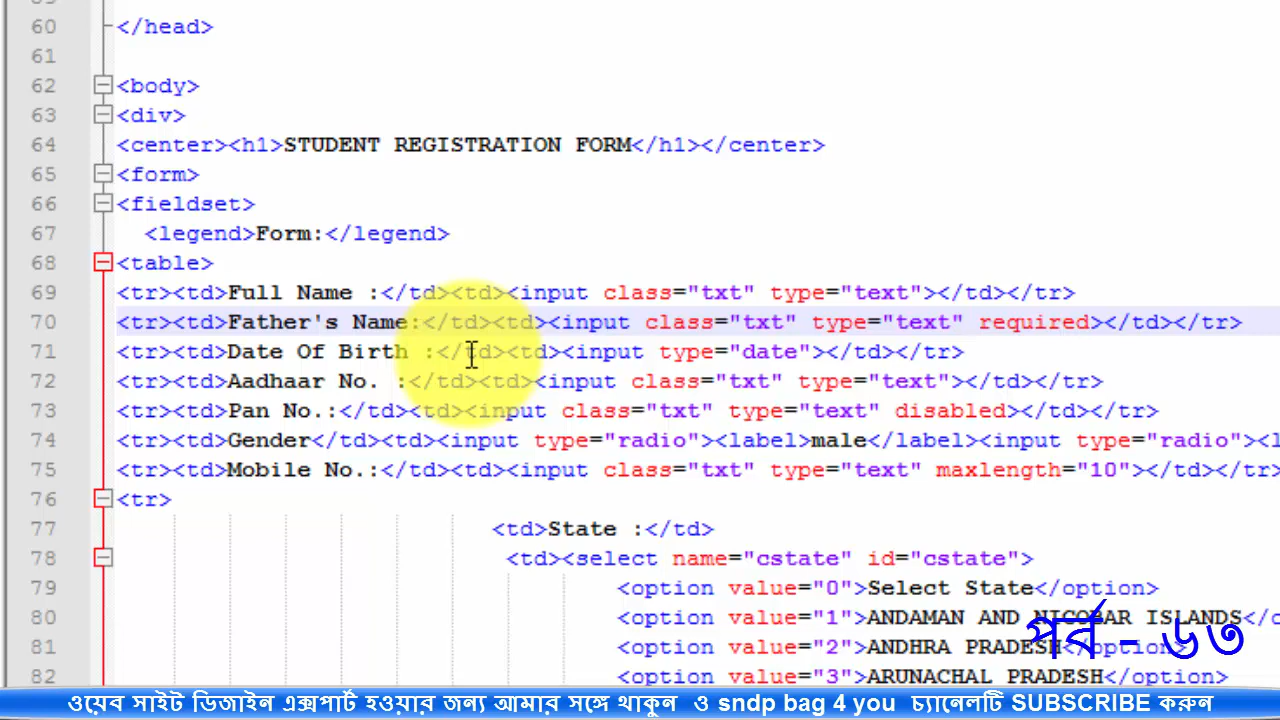 60 </head>
61
62 <body>
63 <div>
64 <center><h1>STUDENT REGISTRATION FORM</h1></center>
65 <form>
66 <fieldset>
67 <legend>Form:</legend>
68 <table>
69 <tr><td>Full Name :</td><td><input class="txt" type="text"></td></tr>
70 <tr><td>Father's Name:</td><td><input class="txt" type="text" required></td></tr>
71 <tr><td>Date Of Birth :</td><td><input type="date"></td></tr>
72 <tr><td>Aadhaar No. :</td><td><input class="txt" type="text"></td></tr>
73 <tr><td>Pan No.:</td><td><input class="txt" type="text" disabled></td></tr>
74 <tr><td>Gender</td><td><input type="radio"><label>male</label><input type="radio"><l
75 <tr><td>Mobile No.:</td><td><input class="txt" type="text" maxlength="10"></td></tr>
76 <tr>
77 <td>State :</td>
78 <td><select name="cstate" id="cstate">
79 <option value="0">Select State</option>
80 <option value="1">ANDAMAN AND NICOBAR ISLANDS</o
81 <option value="2">ANDHRA PRADESH</option>
82 <option value="3">ARUNACHAL PRADESH</option>
পর্ব - ৬৩
ওয়েব সাইট ডিজাইন এক্সপার্ট হওয়ার জন্য আমার সঙ্গে থাকুন ও sndp bag 4 you চ্যানেলটি SUBSCRIBE করুন